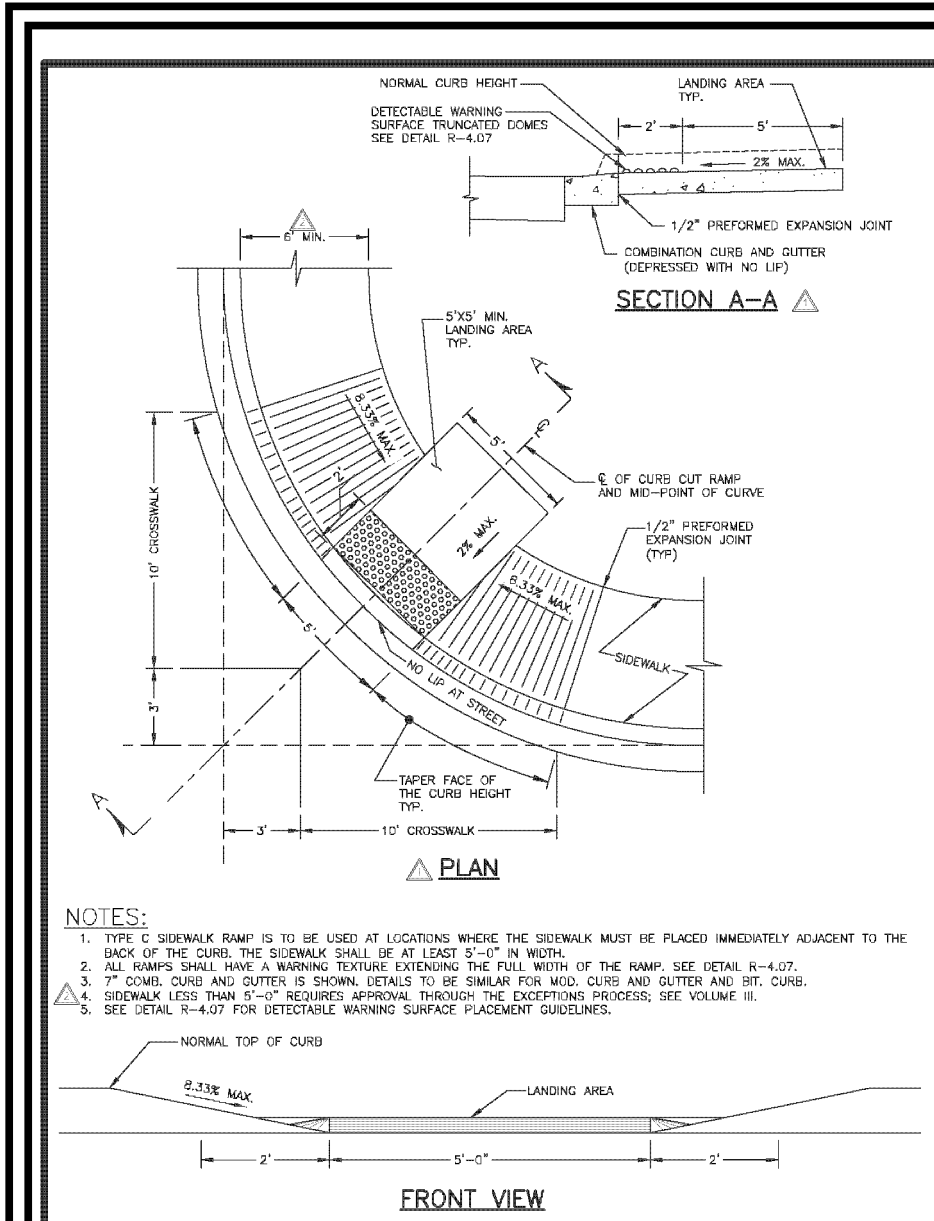 NORMAL CURB HEIGHT
LANDING AREA
TYP.
DETECTABLE WARNING
SURFACE TRUNCATED DOMES
SEE DETAIL R-4.07
2'
5'
2% MAX.
1/2" PREFORMED EXPANSION JOINT
COMBINATION CURB AND GUTTER
(DEPRESSED WITH NO LIP)
SECTION A-A
2
6' MIN.
5'X5' MIN.
LANDING AREA
TYP.
A
℄
5'
8.33% MAX.
2'
2% MAX.
℄ OF CURB CUT RAMP
AND MID-POINT OF CURVE
1/2" PREFORMED
EXPANSION JOINT
(TYP)
10' CROSSWALK
8.33% MAX.
5'
SIDEWALK
NO LIP AT STREET
3'
TAPER FACE OF
THE CURB HEIGHT
TYP.
A
3'
10' CROSSWALK
1 PLAN
NOTES:
1. TYPE C SIDEWALK RAMP IS TO BE USED AT LOCATIONS WHERE THE SIDEWALK MUST BE PLACED IMMEDIATELY ADJACENT TO THE
BACK OF THE CURB. THE SIDEWALK SHALL BE AT LEAST 5'-0" IN WIDTH.
2. ALL RAMPS SHALL HAVE A WARNING TEXTURE EXTENDING THE FULL WIDTH OF THE RAMP. SEE DETAIL R-4.07.
3. 7" COMB. CURB AND GUTTER IS SHOWN. DETAILS TO BE SIMILAR FOR MOD. CURB AND GUTTER AND BIT. CURB.
2 4. SIDEWALK LESS THAN 5'-0" REQUIRES APPROVAL THROUGH THE EXCEPTIONS PROCESS; SEE VOLUME III.
5. SEE DETAIL R-4.07 FOR DETECTABLE WARNING SURFACE PLACEMENT GUIDELINES.
NORMAL TOP OF CURB
8.33% MAX.
LANDING AREA
2'
5'-0"
2'
FRONT VIEW